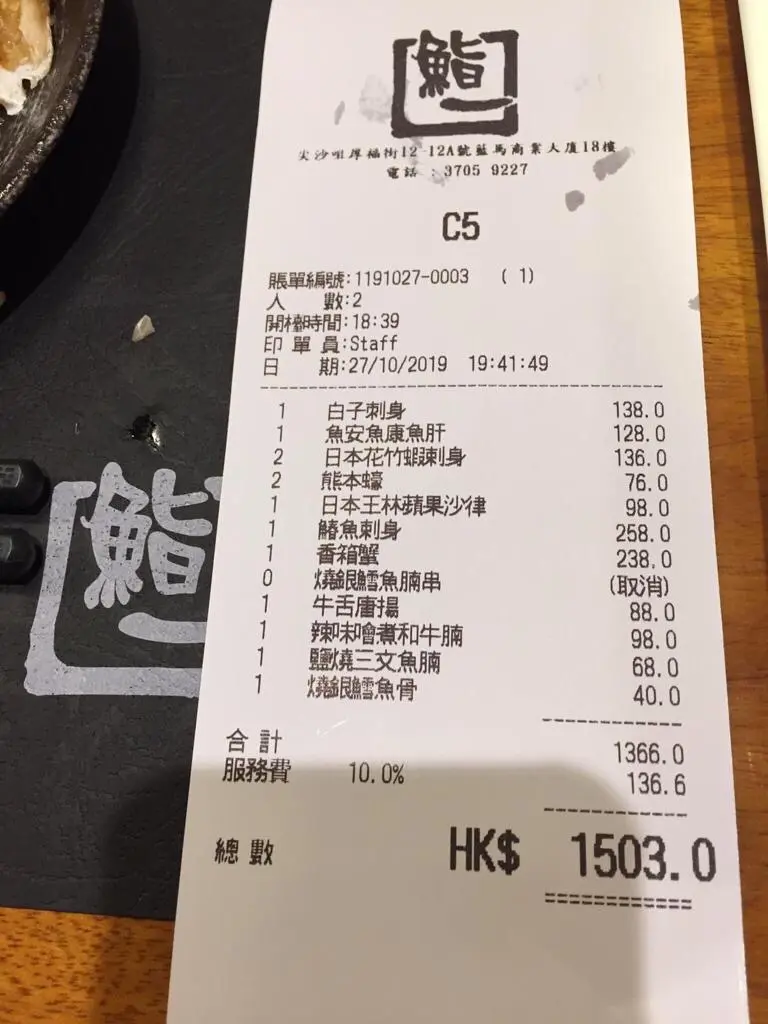 鮨一
尖沙咀厚福街12-12A號藍馬商業大廈18樓
電話：3705 9227
C5
賬單編號:1191027-0003 (1)
人 數:2
開檯時間:18:39
印單員:Staff
日 期:27/10/2019 19:41:49
1 白子刺身 138.0
1 魚安魚康魚肝 128.0
2 日本花竹蝦刺身 136.0
2 熊本蠔 76.0
1 日本王林蘋果沙律 98.0
1 鰆魚刺身 258.0
1 香箱蟹 238.0
0 燒銀鱈魚腩串 (取消)
1 牛舌唐揚 88.0
1 辣味噌煮和牛腩 98.0
1 鹽燒三文魚腩 68.0
1 燒銀鱈魚骨 40.0
合計 1366.0
服務費 10.0% 136.6
總數 HK$ 1503.0
鮨一